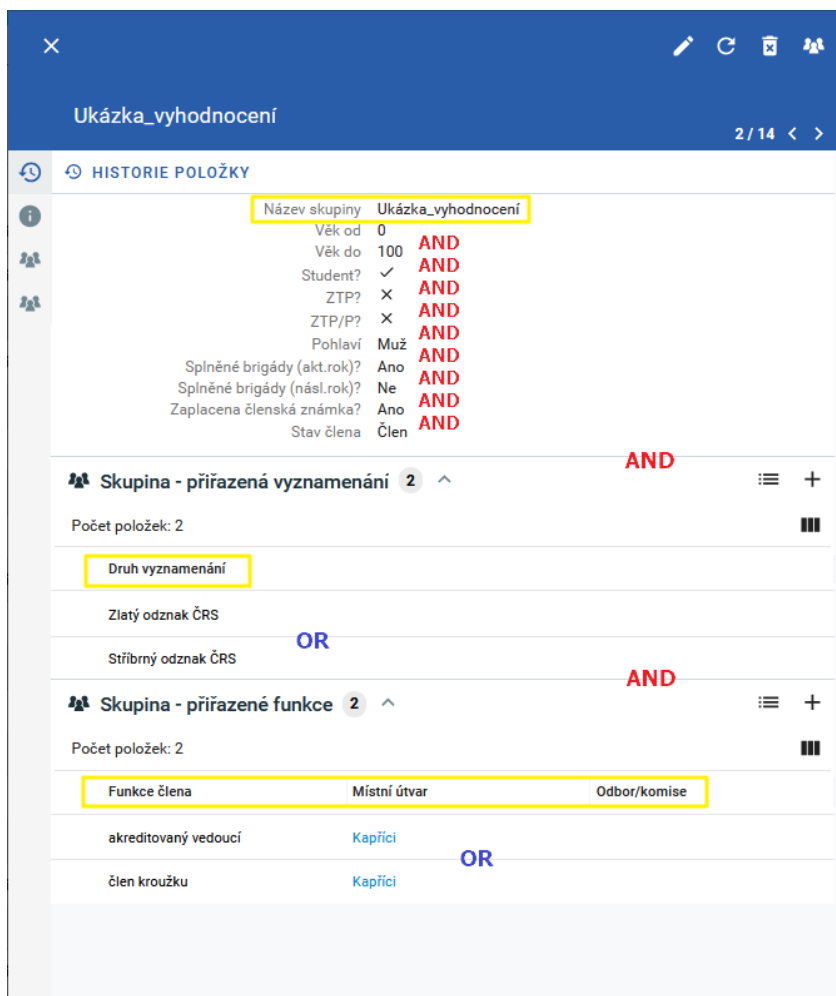 Ukázka_vyhodnocení
2 / 14
HISTORIE POLOŽKY
Název skupiny Ukázka_vyhodnocení
Věk od 0
AND
Věk do 100
AND
Student?
AND
ZTP?
AND
ZTP/P?
AND
Pohlaví Muž
AND
Splněné brigády (akt.rok)? Ano
AND
Splněné brigády (násl.rok)? Ne
AND
Zaplacena členská známka? Ano
AND
Stav člena Člen
AND
Skupina - přiřazená vyznamenání 2
Počet položek: 2
Druh vyznamenání
Zlatý odznak ČRS
OR
Stříbrný odznak ČRS
AND
Skupina - přiřazené funkce 2
Počet položek: 2
Funkce člena Místní útvar Odbor/komise
akreditovaný vedoucí Kapříci
OR
člen kroužku Kapříci